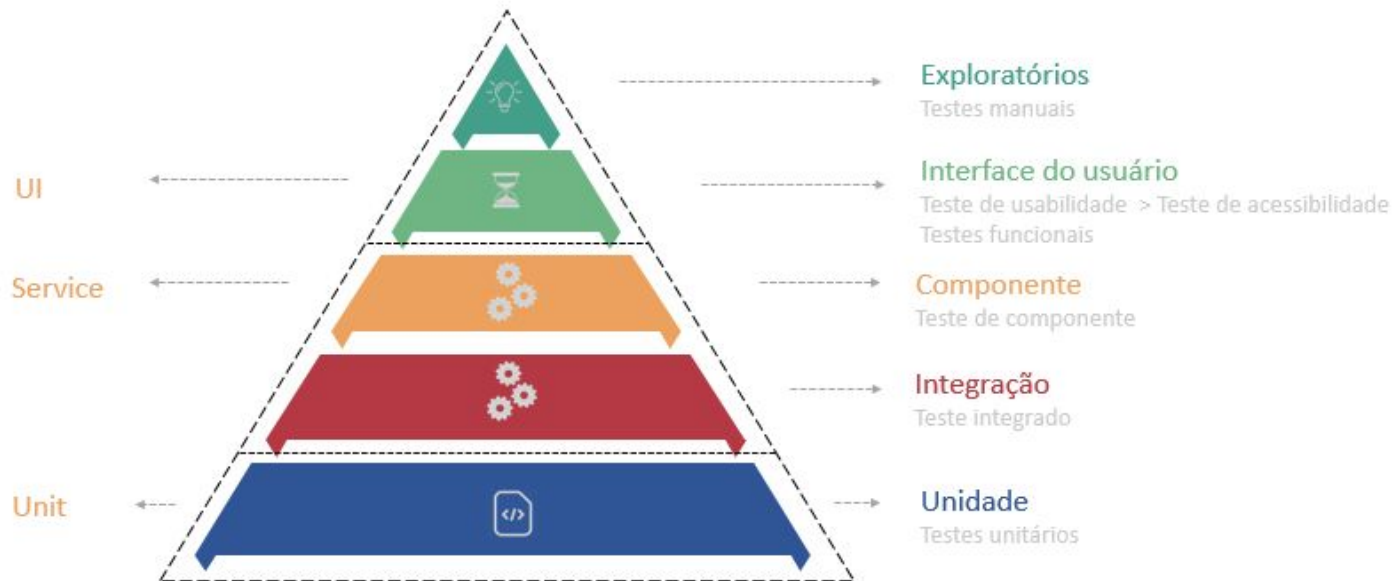 Exploratórios
Testes manuais
UI
Interface do usuário
Teste de usabilidade > Teste de acessibilidade
Testes funcionais
Service
Componente
Teste de componente
Integração
Teste integrado
Unit
</>
Unidade
Testes unitários